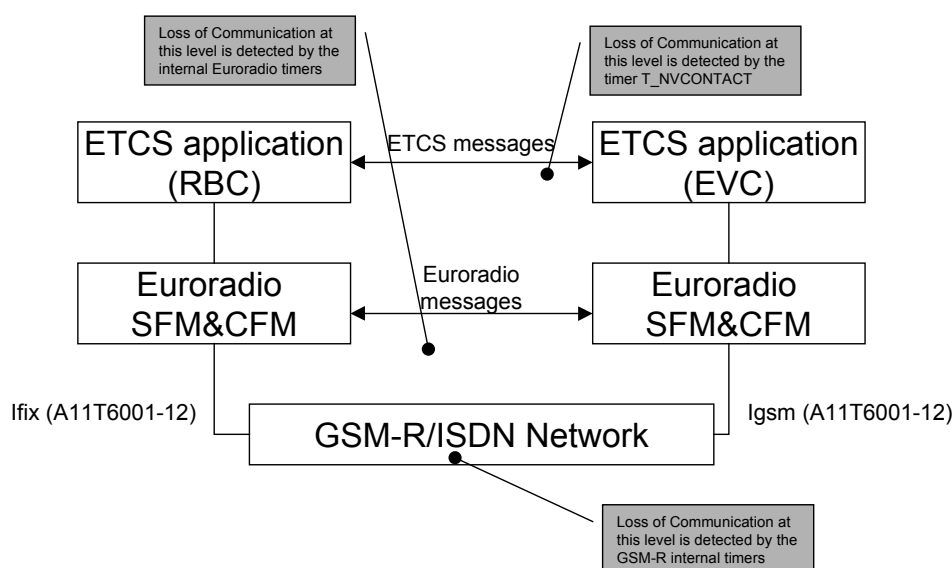 Loss of Communication at
this level is detected by the
internal Euroradio timers
Loss of Communication at
this level is detected by the
timer T_NVCONTACT
ETCS application
(RBC)
ETCS messages
ETCS application
(EVC)
Euroradio
SFM&CFM
Euroradio
messages
Euroradio
SFM&CFM
Ifix (A11T6001-12)
GSM-R/ISDN Network
Igsm (A11T6001-12)
Loss of Communication at
this level is detected by the
GSM-R internal timers